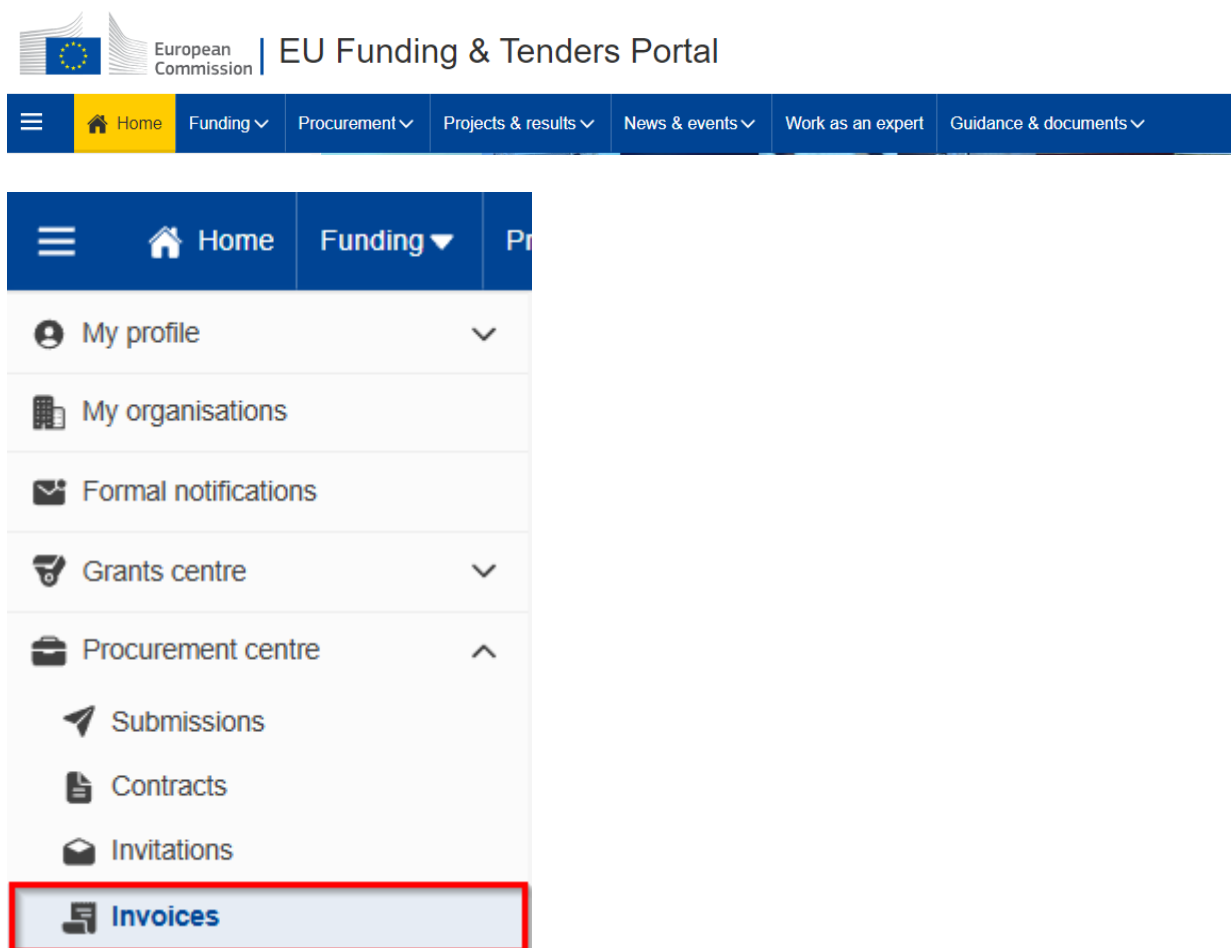 European
Commission
EU Funding & Tenders Portal
Home Funding Procurement Projects & results News & events Work as an expert Guidance & documents
Home Funding Pr
My profile
My organisations
Formal notifications
Grants centre
Procurement centre
Submissions
Contracts
Invitations
Invoices